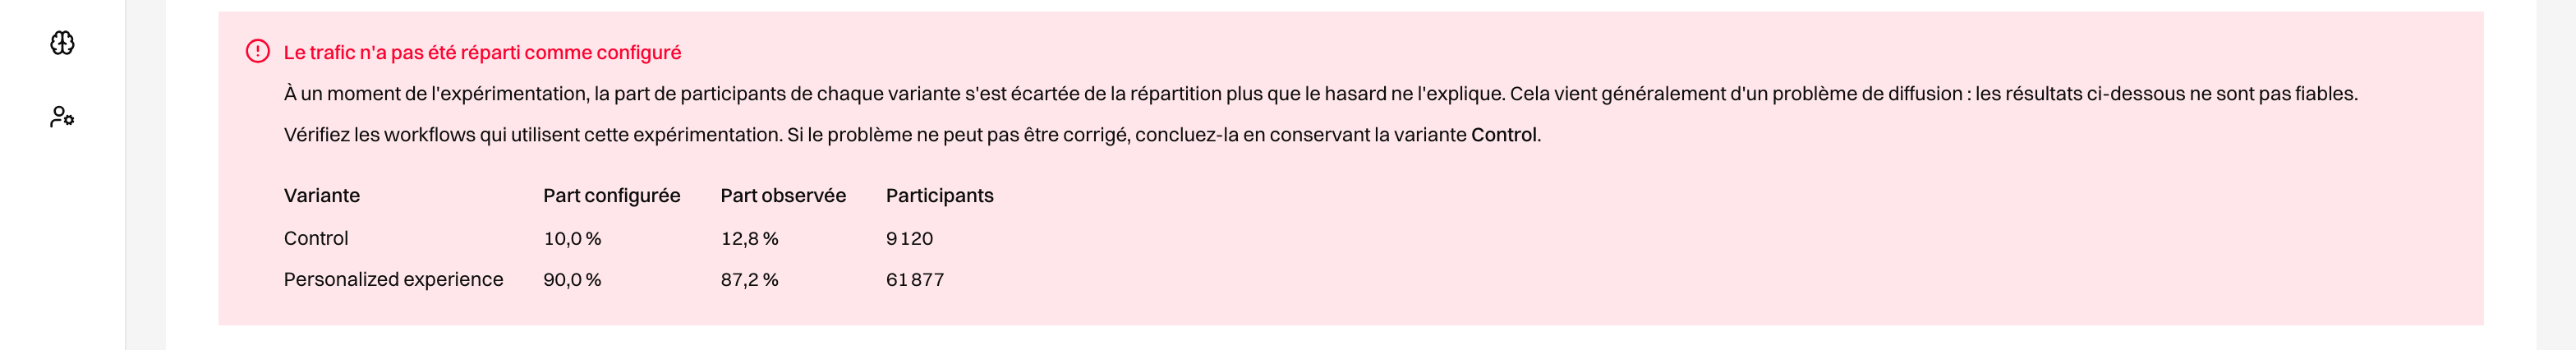 Le trafic n'a pas été réparti comme configuré
À un moment de l'expérimentation, la part de participants de chaque variante s'est écartée de la répartition plus que le hasard ne l'explique. Cela vient généralement d'un problème de diffusion : les résultats ci-dessous ne sont pas fiables.
Vérifiez les workflows qui utilisent cette expérimentation. Si le problème ne peut pas être corrigé, concluez-la en conservant la variante Control.
Variante Part configurée Part observée Participants
Control 10,0 % 12,8 % 9 120
Personalized experience 90,0 % 87,2 % 61 877